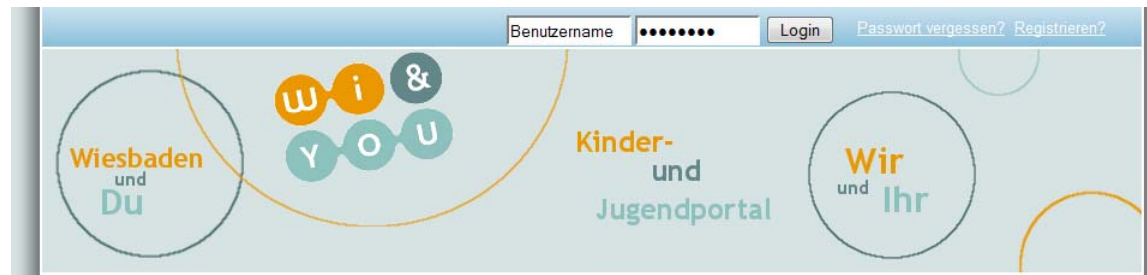 Benutzername •••••••• Login Passwort vergessen? Registrieren?
wi&
YOU
Wiesbaden
und
Du
Kinder-
und
Jugendportal
Wir
und Ihr